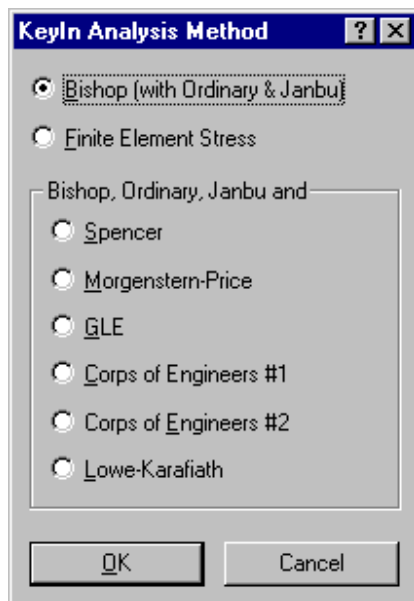 KeyIn Analysis Method ? ×
Bishop (with Ordinary & Janbu)
Finite Element Stress
Bishop, Ordinary, Janbu and
Spencer
Morgenstern-Price
GLE
Corps of Engineers #1
Corps of Engineers #2
Lowe-Karafiath
OK Cancel